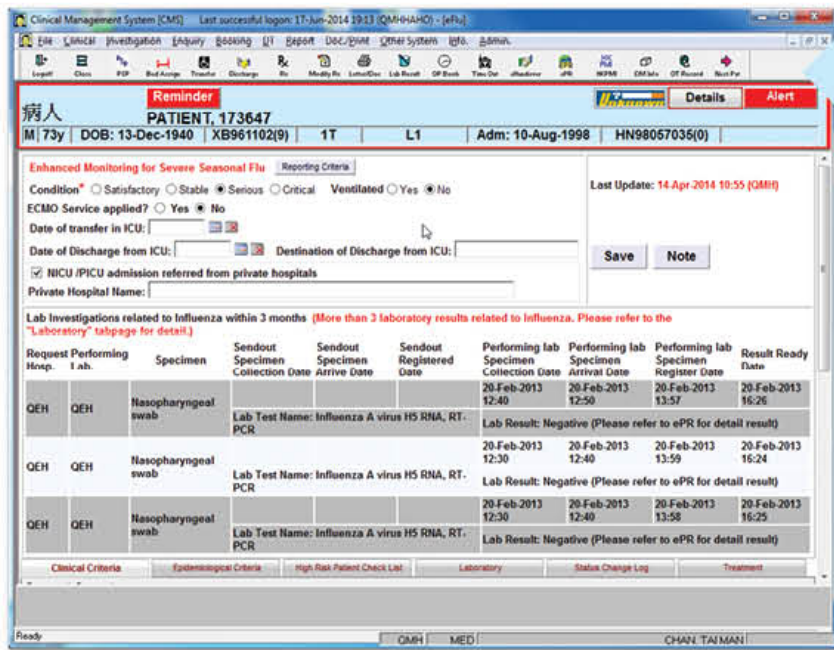 Clinical Management System [CMS] Last successful logon: 17-Jun-2014 19:13 (QMHHAHO) - [eFlu]
File Clinical Investigation Enquiry Booking UT Report Doc./Print Other System Info. Admin.
Logoff Class PSP Bed Assign Transfer Discharge Rx Modify Rx Letter/Doc Lab Result OP Book Time Out ePR OT Record Next Pat
病人
Reminder
PATIENT, 173647
Unknown Details Alert
M 73y DOB: 13-Dec-1940 XB961102(9) 1T L1 Adm: 10-Aug-1998 HN98057035(0)
Enhanced Monitoring for Severe Seasonal Flu Reporting Criteria
Condition* Satisfactory Stable Serious Critical Ventilated Yes No
Last Update: 14-Apr-2014 10:55 (QMH)
ECMO Service applied? Yes No
Date of transfer in ICU:
Date of Discharge from ICU: Destination of Discharge from ICU:
Save Note
NICU /PICU admission referred from private hospitals
Private Hospital Name:
Lab Investigations related to Influenza within 3 months (More than 3 laboratory results related to Influenza. Please refer to the
"Laboratory" tabpage for detail.)
Request Hosp. Performing Lab. Specimen Sendout Specimen Collection Date Sendout Specimen Arrive Date Sendout Registered Date Performing lab Specimen Collection Date Performing lab Specimen Arrival Date Performing lab Specimen Register Date Result Ready Date
QEH QEH Nasopharyngeal swab 20-Feb-2013 12:40 20-Feb-2013 12:50 20-Feb-2013 13:57 20-Feb-2013 16:26
Lab Test Name: Influenza A virus H5 RNA, RT-PCR Lab Result: Negative (Please refer to ePR for detail result)
QEH QEH Nasopharyngeal swab 20-Feb-2013 12:30 20-Feb-2013 12:40 20-Feb-2013 13:59 20-Feb-2013 16:24
Lab Test Name: Influenza A virus H5 RNA, RT-PCR Lab Result: Negative (Please refer to ePR for detail result)
QEH QEH Nasopharyngeal swab 20-Feb-2013 12:30 20-Feb-2013 12:40 20-Feb-2013 13:58 20-Feb-2013 16:25
Lab Test Name: Influenza A virus H5 RNA, RT-PCR Lab Result: Negative (Please refer to ePR for detail result)
Clinical Criteria Epidemiological Criteria High Risk Patient Check List Laboratory Status Change Log Treatment
Ready QMH MED CHAN, TAI MAN